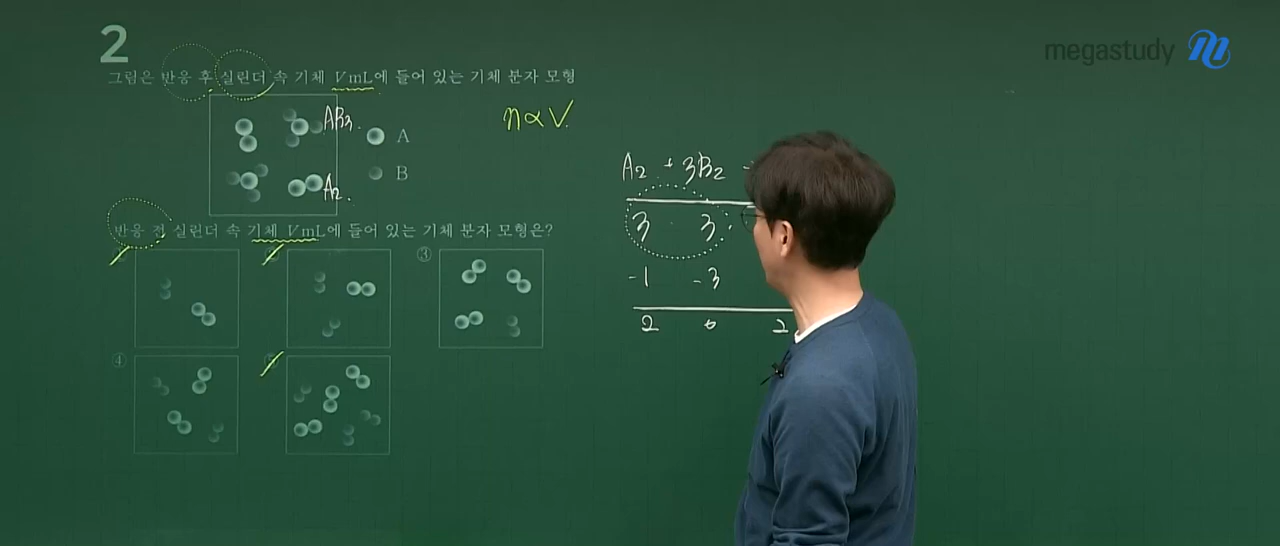 2
megastudy
그림은 반응 후 실린더 속 기체 V mL에 들어 있는 기체 분자 모형
AB3.
A
B
A2.
n∝V.
반응 전 실린더 속 기체 V mL에 들어 있는 기체 분자 모형은?
③
④
A2 + 3B2
3 3
-1 -3
2 0 2